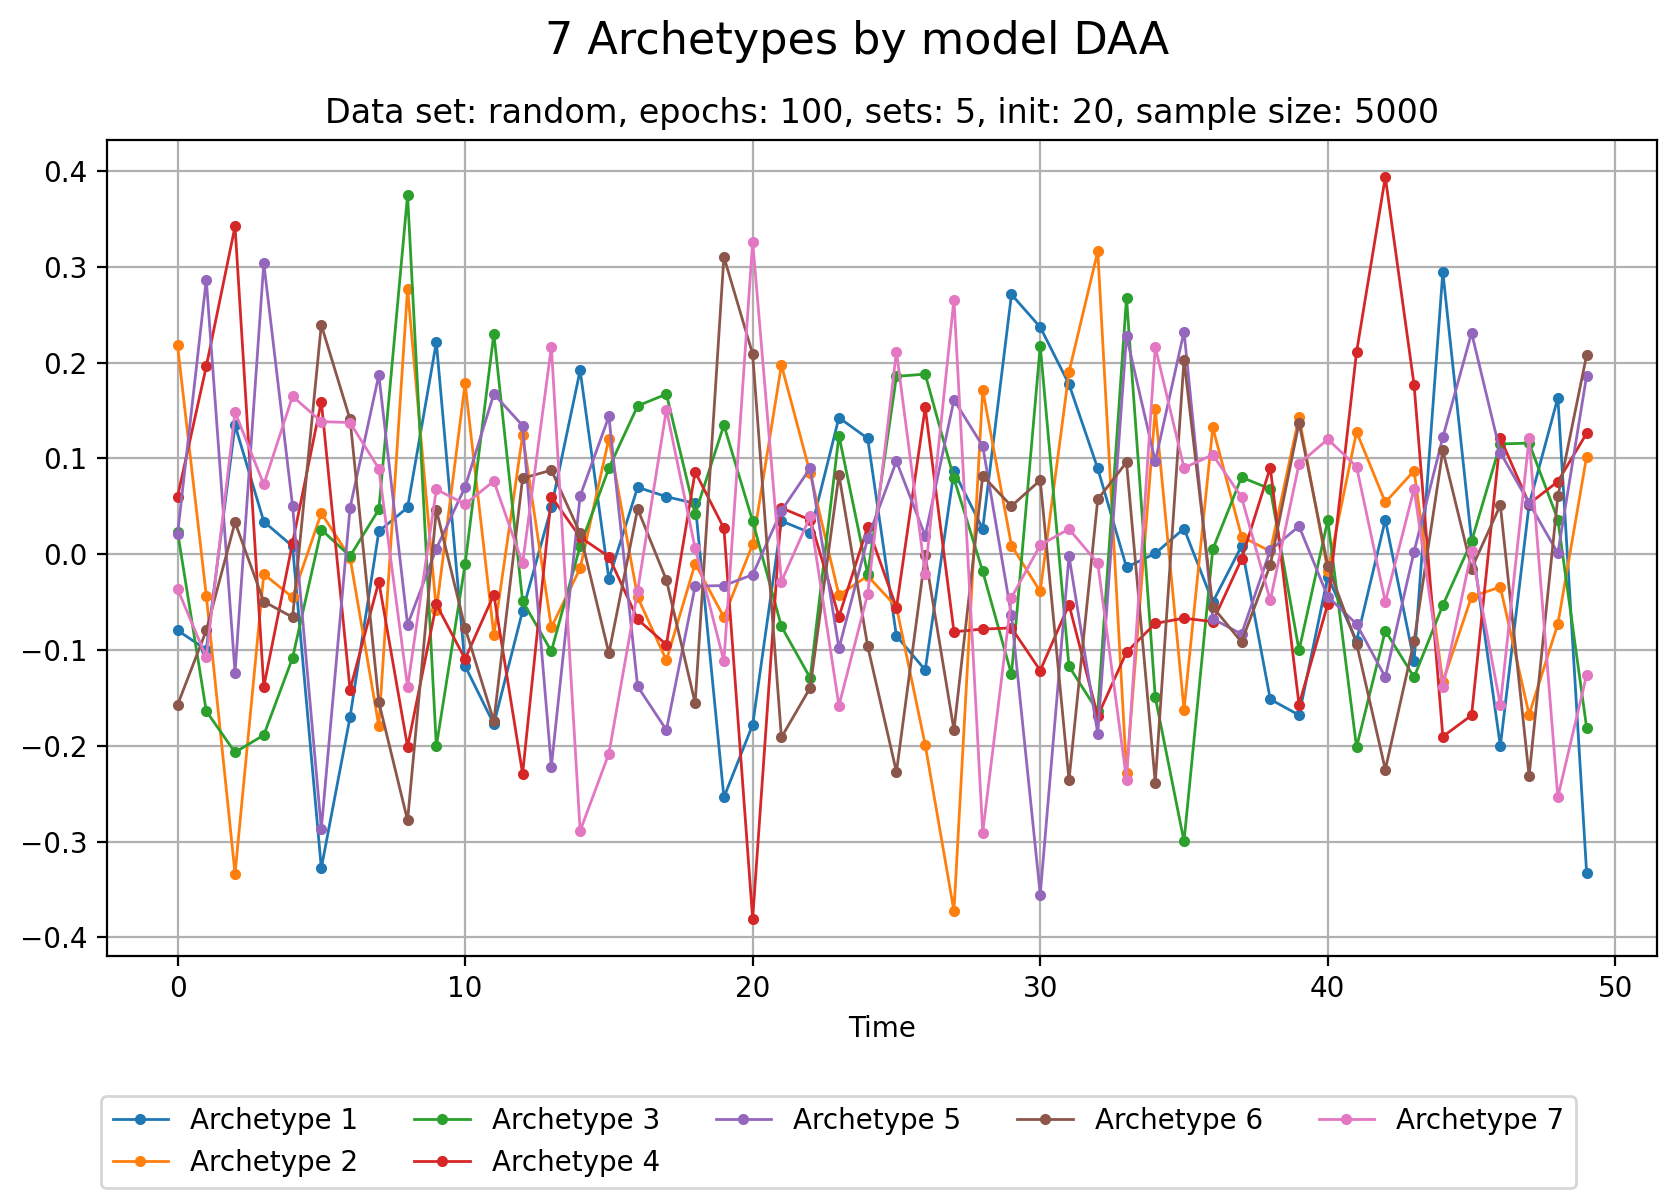 7 Archetypes by model DAA
Data set: random, epochs: 100, sets: 5, init: 20, sample size: 5000
0.4
0.3
0.2
0.1
0.0
−0.1
−0.2
−0.3
−0.4
0 10 20 30 40 50
Time
Archetype 1 Archetype 3 Archetype 5 Archetype 6 Archetype 7
Archetype 2 Archetype 4